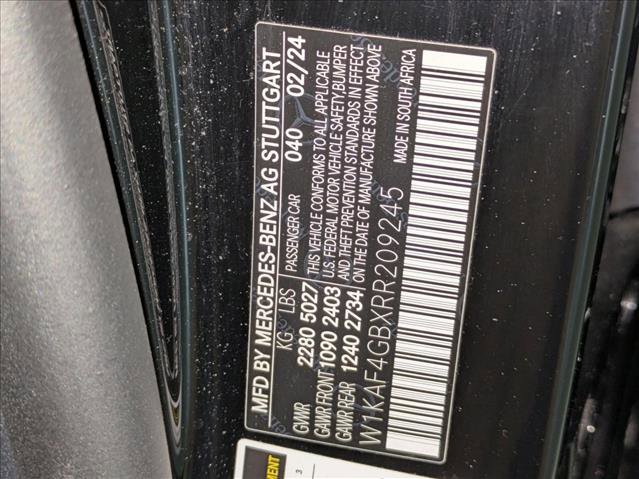 MFD BY MERCEDES-BENZ AG STUTTGART
KG LBS 040 02/24
GWR 2280 5027
GAWR FRONT 1090 2403
GAWR REAR 1240 2734
PASSENGER CAR
THIS VEHICLE CONFORMS TO ALL APPLICABLE
U.S. FEDERAL MOTOR VEHICLE SAFETY, BUMPER
AND THEFT PREVENTION STANDARDS IN EFFECT
ON THE DATE OF MANUFACTURE SHOWN ABOVE
W1KAF4GBXRR209245
MADE IN SOUTH AFRICA
3